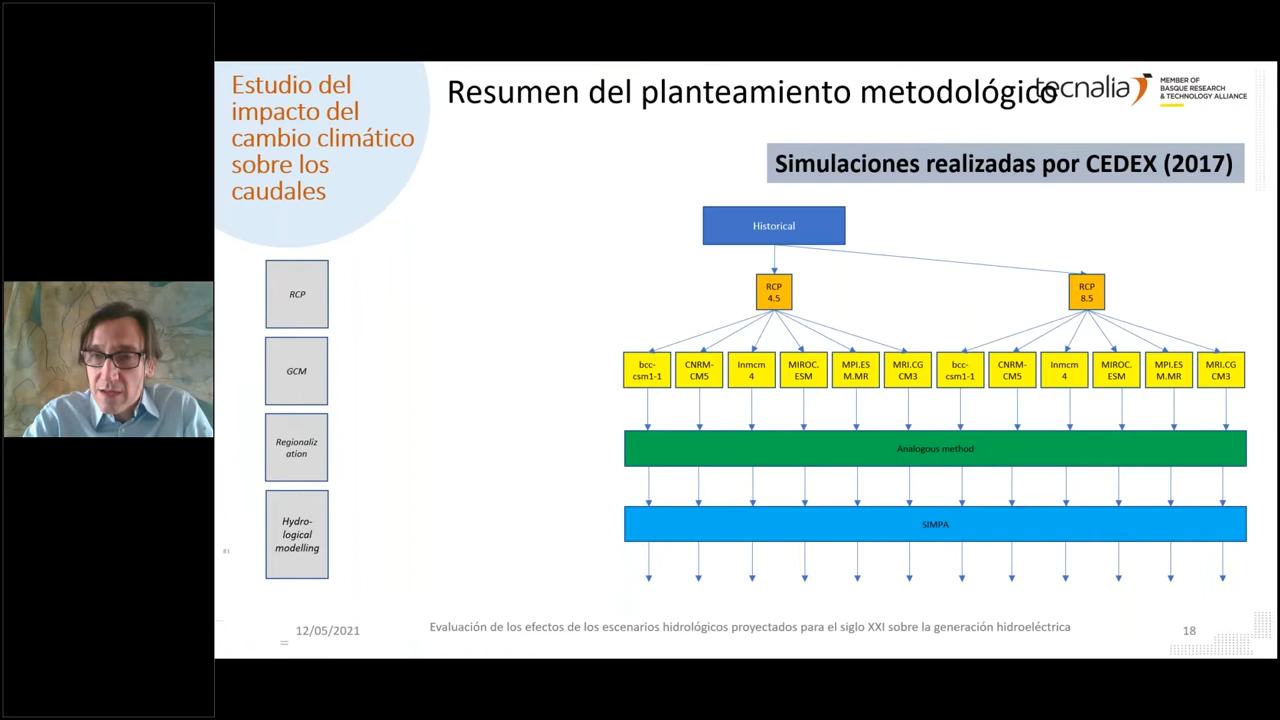 Estudio del
impacto del
cambio climático
sobre los
caudales
Resumen del planteamiento metodológico
tecnalia
MEMBER OF
BASQUE RESEARCH
& TECHNOLOGY ALLIANCE
Simulaciones realizadas por CEDEX (2017)
Historical
RCP
RCP
4.5
RCP
8.5
GCM
bcc-
csm1-1
CNRM-
CM5
Inmcm
4
MIROC.
ESM
MPI.ES
M.MR
MRI.CG
CM3
bcc-
csm1-1
CNRM-
CM5
Inmcm
4
MIROC.
ESM
MPI.ES
M.MR
MRI.CG
CM3
Regionaliz
ation
Analogous method
Hydro-
logical
modelling
SIMPA
12/05/2021
Evaluación de los efectos de los escenarios hidrológicos proyectados para el siglo XXI sobre la generación hidroeléctrica
18